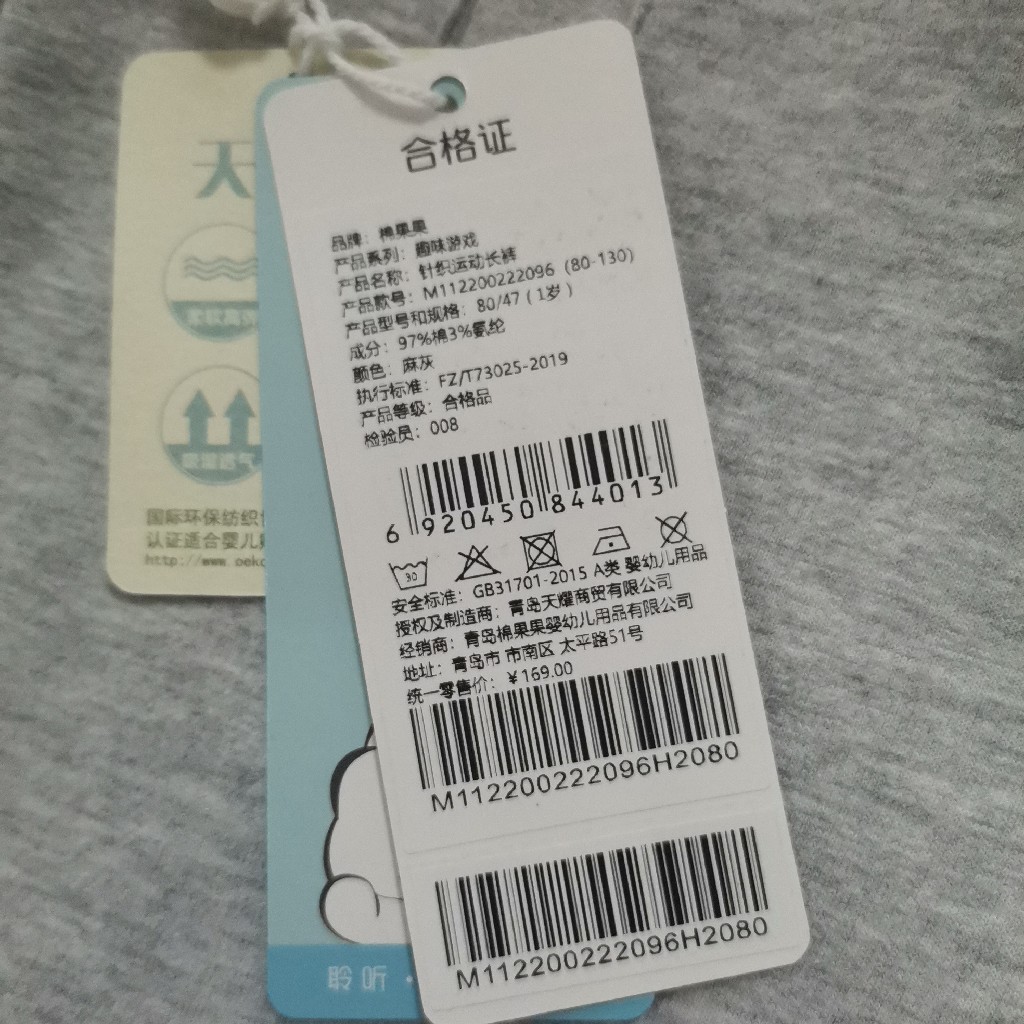 合格证
品牌：棉果果
产品系列：趣味游戏
产品名称：针织运动长裤
产品款号：M112200222096（80-130）
产品型号和规格：80/47（1岁）
成分：97%棉3%氨纶
颜色：麻灰
执行标准：FZ/T73025-2019
产品等级：合格品
检验员：008
6 920450 844013
30
安全标准：GB31701-2015 A类 婴幼儿用品
授权及制造商：青岛天耀商贸有限公司
经销商：青岛棉果果婴幼儿用品有限公司
地址：青岛市 市南区 太平路51号
统一零售价：￥169.00
M112200222096H2080
M112200222096H2080
天
柔软
吸湿透气
国际环保纺织
认证适合婴儿
http://www.oeko
聆听·